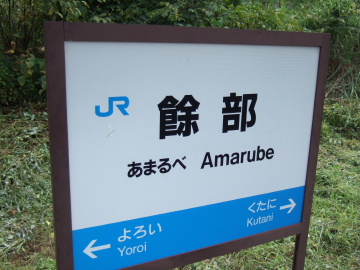 JR 餘部
あまるべ Amarube
← よろい くたに →
Yoroi Kutani